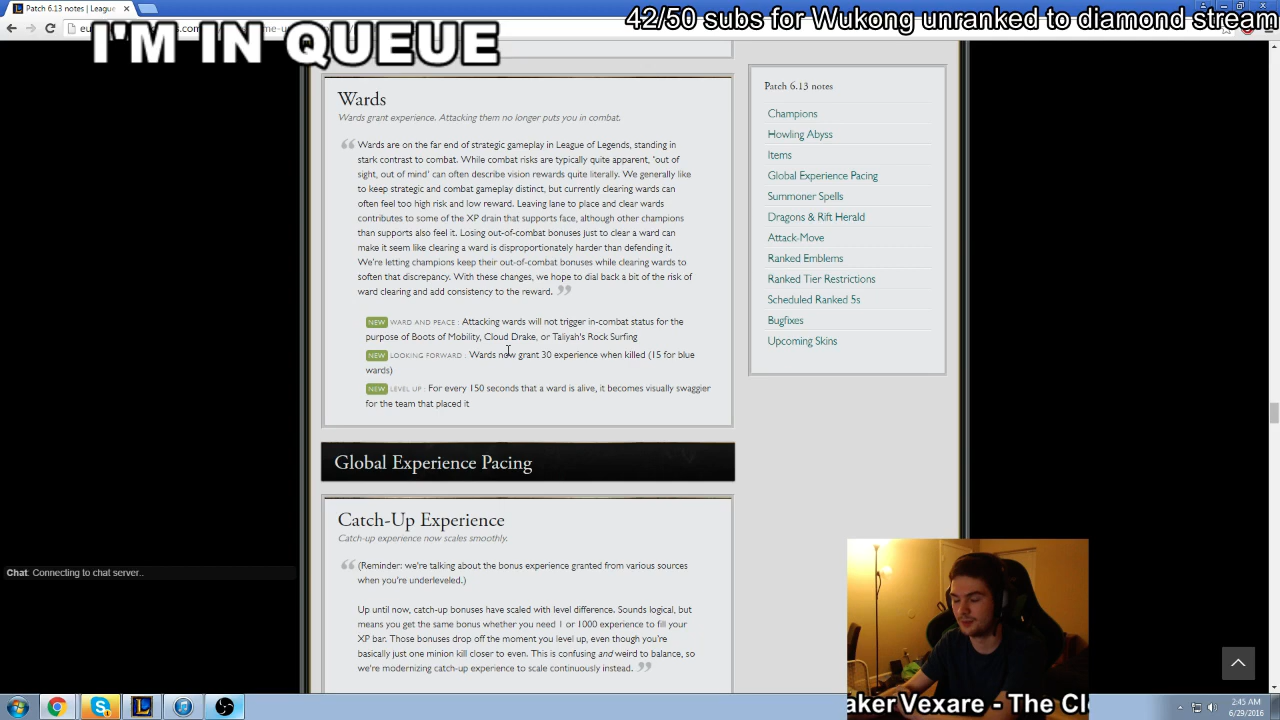 Patch 6.13 notes | Leagu
42/50 subs for Wukong unranked to diamond stream
I'M IN QUEUE
Wards
Wards grant experience. Attacking them no longer puts you in combat.
Wards are on the far end of strategic gameplay in League of Legends, standing in
stark contrast to combat. While combat risks are typically quite apparent, 'out of
sight, out of mind' can often describe vision rewards quite literally. We generally like
to keep strategic and combat gameplay distinct, but currently clearing wards can
often feel too high risk and low reward. Leaving lane to place and clear wards
contributes to some of the XP drain that supports face, although other champions
than supports also feel it. Losing out-of-combat bonuses just to clear a ward can
make it seem like clearing a ward is disproportionately harder than defending it.
We're letting champions keep their out-of-combat bonuses while clearing wards to
soften that discrepancy. With these changes, we hope to dial back a bit of the risk of
ward clearing and add consistency to the reward.
NEW WARD AND PEACE : Attacking wards will not trigger in-combat status for the
purpose of Boots of Mobility, Cloud Drake, or Taliyah's Rock Surfing
NEW LOOKING FORWARD : Wards now grant 30 experience when killed (15 for blue
wards)
NEW LEVEL UP : For every 150 seconds that a ward is alive, it becomes visually swaggier
for the team that placed it
Global Experience Pacing
Catch-Up Experience
Catch-up experience now scales smoothly.
(Reminder: we're talking about the bonus experience granted from various sources
when you're underleveled.)
Up until now, catch-up bonuses have scaled with level difference. Sounds logical, but
means you get the same bonus whether you need 1 or 1000 experience to fill your
XP bar. Those bonuses drop off the moment you level up, even though you're
basically just one minion kill closer to even. This is confusing and weird to balance, so
we're modernizing catch-up experience to scale continuously instead.
Patch 6.13 notes
Champions
Howling Abyss
Items
Global Experience Pacing
Summoner Spells
Dragons & Rift Herald
Attack-Move
Ranked Emblems
Ranked Tier Restrictions
Scheduled Ranked 5s
Bugfixes
Upcoming Skins
Chat: Connecting to chat server..
aker Vexare - The Cl
2:45 AM
6/29/2016